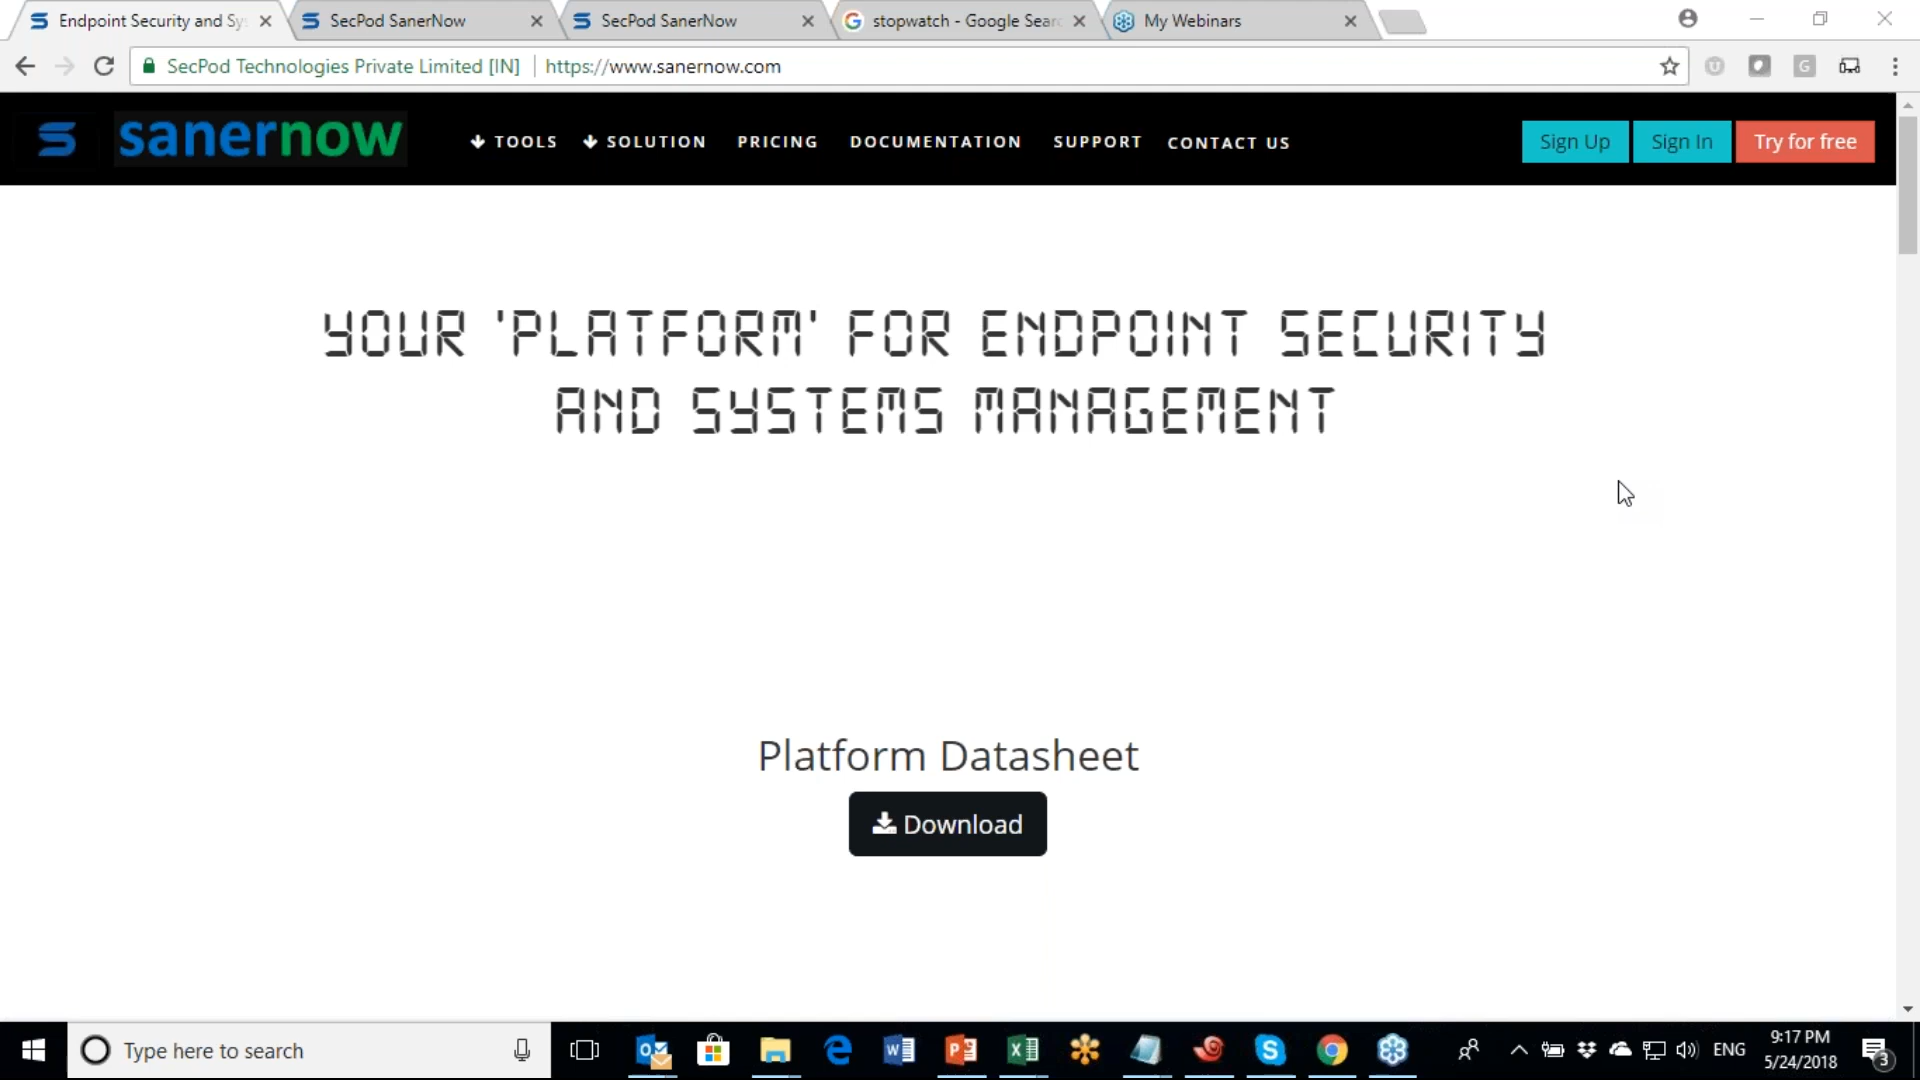 Endpoint Security and Sy
SecPod SanerNow
SecPod SanerNow
stopwatch - Google Sear
My Webinars
SecPod Technologies Private Limited [IN]
https://www.sanernow.com
sanernow
TOOLS
SOLUTION
PRICING
DOCUMENTATION
SUPPORT
CONTACT US
Sign Up
Sign In
Try for free
YOUR 'PLATFORM' FOR ENDPOINT SECURITY
AND SYSTEMS MANAGEMENT
Platform Datasheet
Download
Type here to search
ENG
9:17 PM
5/24/2018
3